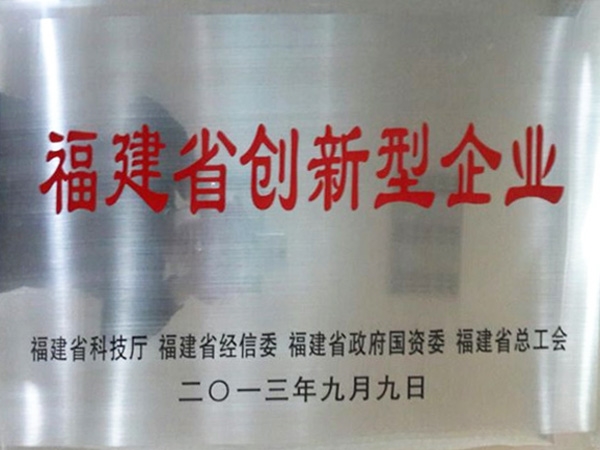 福建省创新型企业
福建省科技厅 福建省经信委 福建省政府国资委 福建省总工会
二〇一三年九月九日